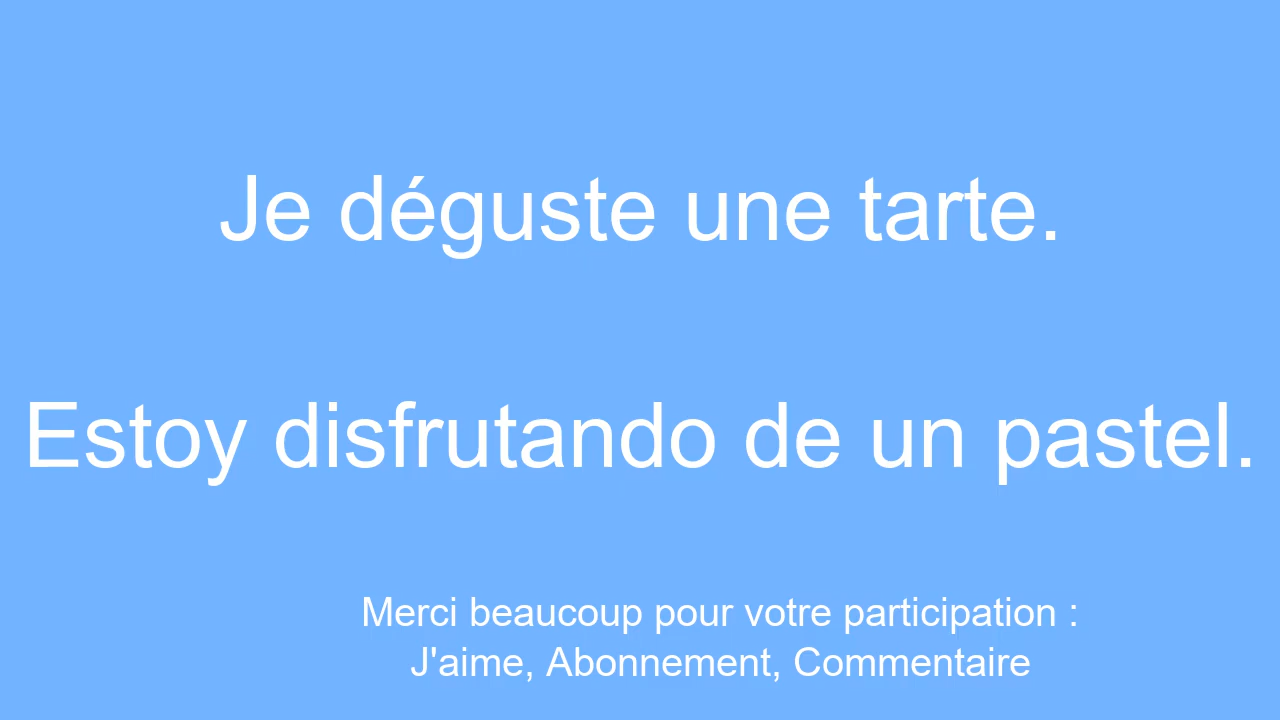 Je déguste une tarte.
Estoy disfrutando de un pastel.
Merci beaucoup pour votre participation :
J'aime, Abonnement, Commentaire